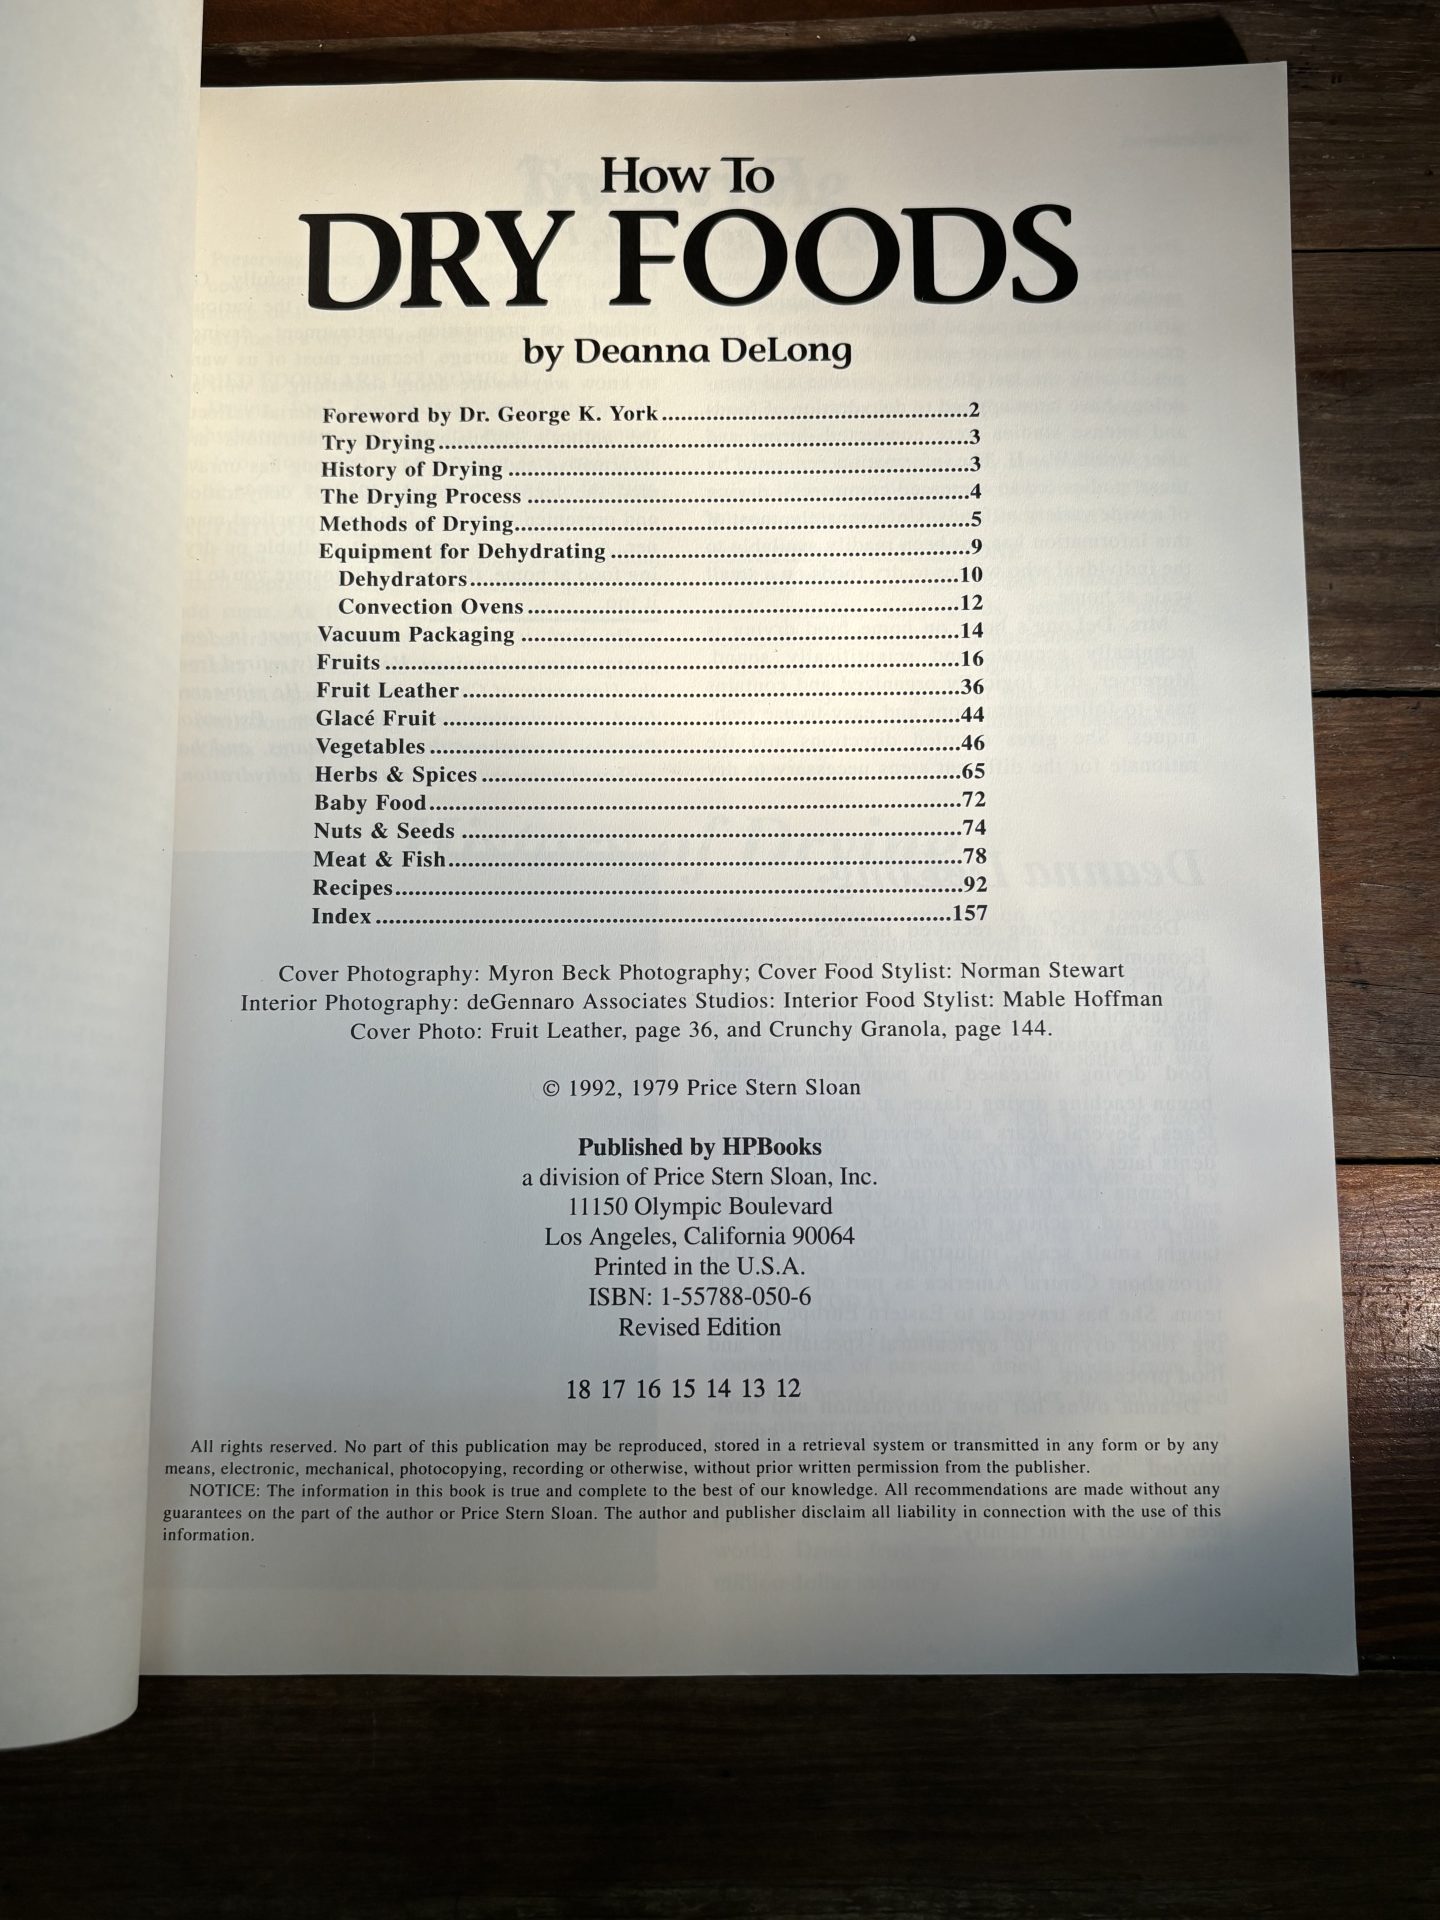 How To
DRY FOODS
by Deanna DeLong
Foreword by Dr. George K. York....................2
Try Drying....................3
History of Drying....................3
The Drying Process....................4
Methods of Drying....................5
Equipment for Dehydrating....................9
Dehydrators....................10
Convection Ovens....................12
Vacuum Packaging....................14
Fruits....................16
Fruit Leather....................36
Glacé Fruit....................44
Vegetables....................46
Herbs & Spices....................65
Baby Food....................72
Nuts & Seeds....................74
Meat & Fish....................78
Recipes....................92
Index....................157
Cover Photography: Myron Beck Photography; Cover Food Stylist: Norman Stewart
Interior Photography: deGennaro Associates Studios: Interior Food Stylist: Mable Hoffman
Cover Photo: Fruit Leather, page 36, and Crunchy Granola, page 144.
© 1992, 1979 Price Stern Sloan
Published by HPBooks
a division of Price Stern Sloan, Inc.
11150 Olympic Boulevard
Los Angeles, California 90064
Printed in the U.S.A.
ISBN: 1-55788-050-6
Revised Edition
18 17 16 15 14 13 12
All rights reserved. No part of this publication may be reproduced, stored in a retrieval system or transmitted in any form or by any
means, electronic, mechanical, photocopying, recording or otherwise, without prior written permission from the publisher.
NOTICE: The information in this book is true and complete to the best of our knowledge. All recommendations are made without any
guarantees on the part of the author or Price Stern Sloan. The author and publisher disclaim all liability in connection with the use of this
information.